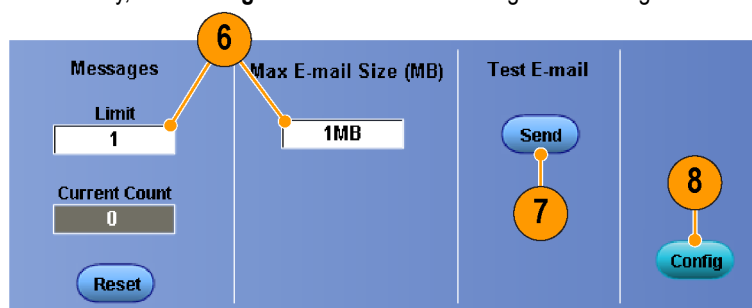 6
Messages
Max E-mail Size (MB)
Test E-mail
Limit
1
1MB
Send
Current Count
0
7
8
Reset
Config